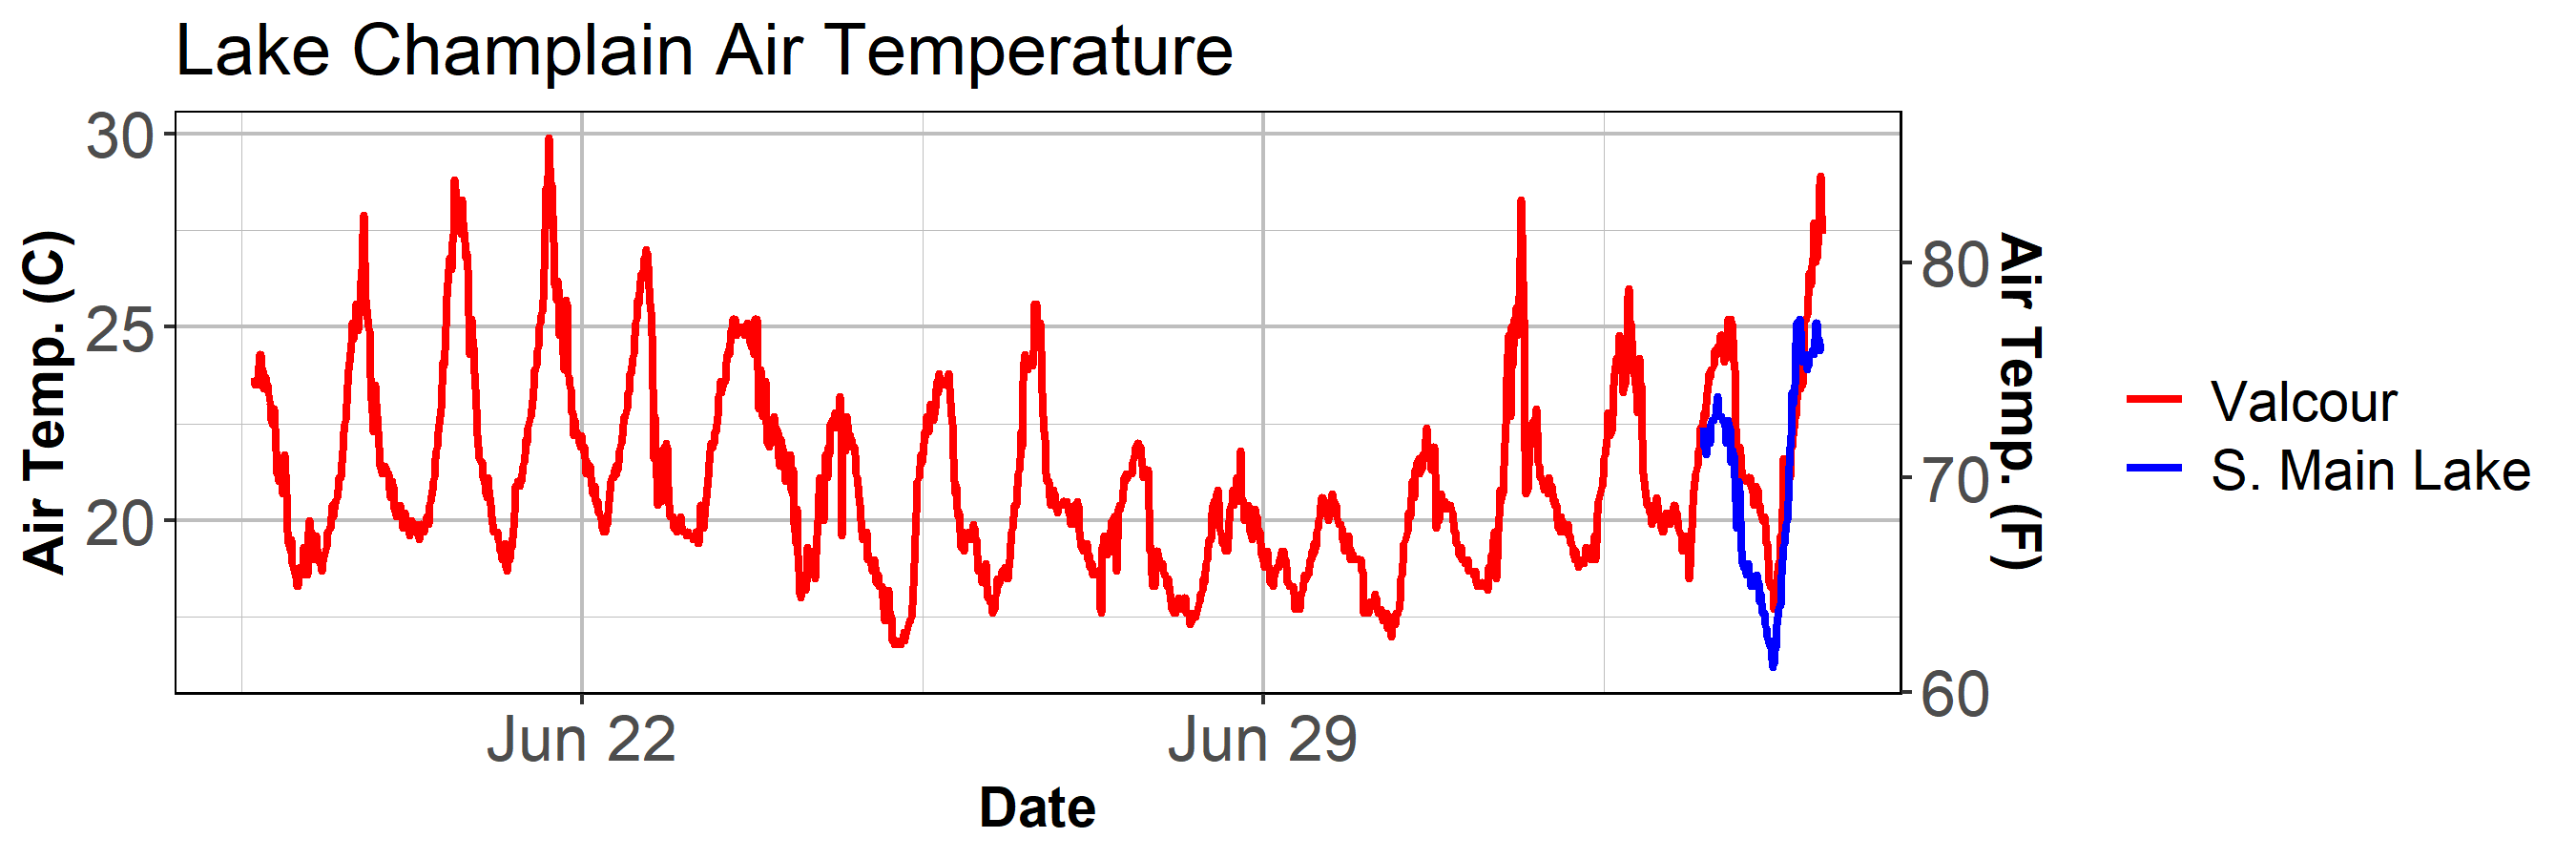 Lake Champlain Air Temperature
Air Temp. (C)
30
25
20
Jun 22
Jun 29
Date
80
70
60
Air Temp. (F)
Valcour
S. Main Lake